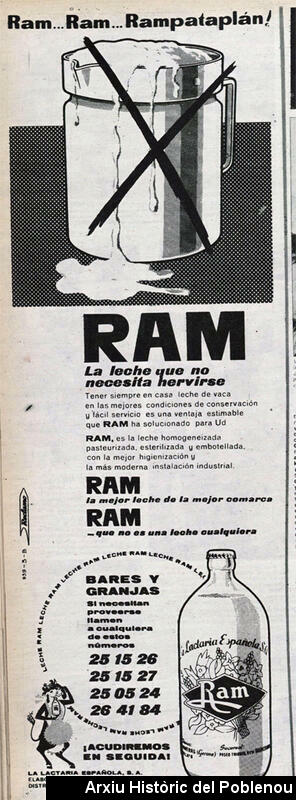 Ram...Ram...Rampataplán!
RAM
La leche que no
necesita hervirse
Tener siempre en casa leche de vaca
en las mejores condiciones de conservación
y fácil servicio es una ventaja estimable
que RAM ha solucionado para Ud
RAM, es la leche homogeneizada
pasteurizada, esterilizada y embotellada,
con la mejor higienización y
la más moderna instalación industrial.
RAM
la mejor leche de la mejor comarca
RAM
...que no es una leche cualquiera
LECHE RAM LECHE RAM LECHE RAM LECHE RAM LECHE RAM LE
BARES Y
GRANJAS
Si necesitan
proveerse
llamen
a cualquiera
de estos
números
25 15 26
25 15 27
25 05 24
26 41 84
¡ACUDIREMOS
EN SEGUIDA!
Lactaria Española S.A.
Ram
LA LACTARIA ESPAÑOLA, S.A.
Arxiu Històric del Poblenou